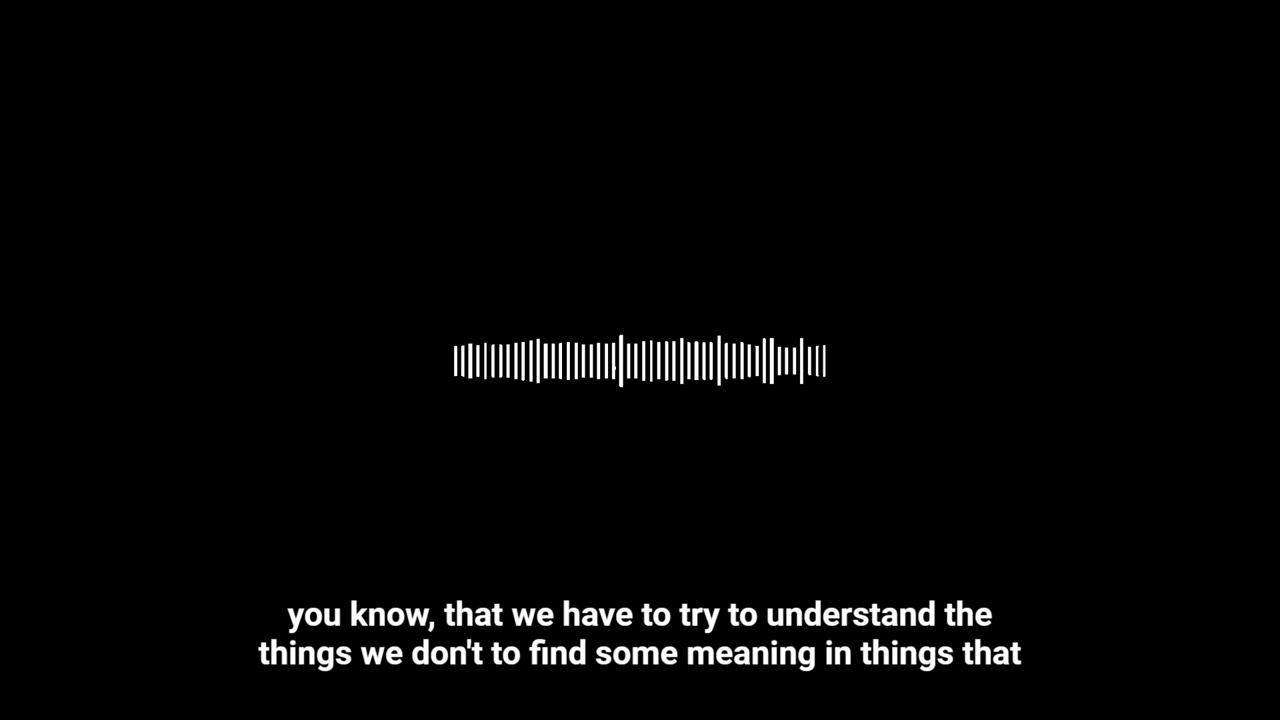 you know, that we have to try to understand the
things we don't to find some meaning in things that